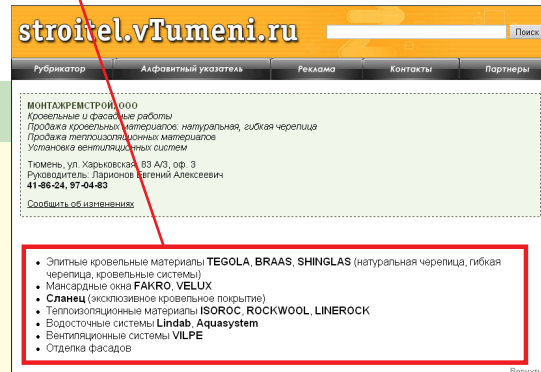 stroitel.vTumeni.ru
Поиск
Рубрикатор Алфавитный указатель Реклама Контакты Партнеры
МОНТАЖРЕМСТРОЙ, ООО
Кровельные и фасадные работы
Продажа кровельных материалов: натуральная, гибкая черепица
Продажа теплоизоляционных материалов
Установка вентиляционных систем
Тюмень, ул. Харьковская, 83 А/3, оф. 3
Руководитель: Ларионов Евгений Алексеевич
41-86-24, 97-04-83
Сообщить об изменениях
Элитные кровельные материалы TEGOLA, BRAAS, SHINGLAS (натуральная черепица, гибкая
черепица, кровельные системы)
Мансардные окна FAKRO, VELUX
Сланец (эксклюзивное кровельное покрытие)
Теплоизоляционные материалы ISOROC, ROCKWOOL, LINEROCK
Водосточные системы Lindab, Aquasystem
Вентиляционные системы VILPE
Отделка фасадов